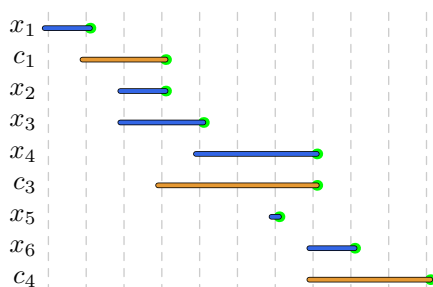 x₁
c₁
x₂
x₃
x₄
c₃
x₅
x₆
c₄